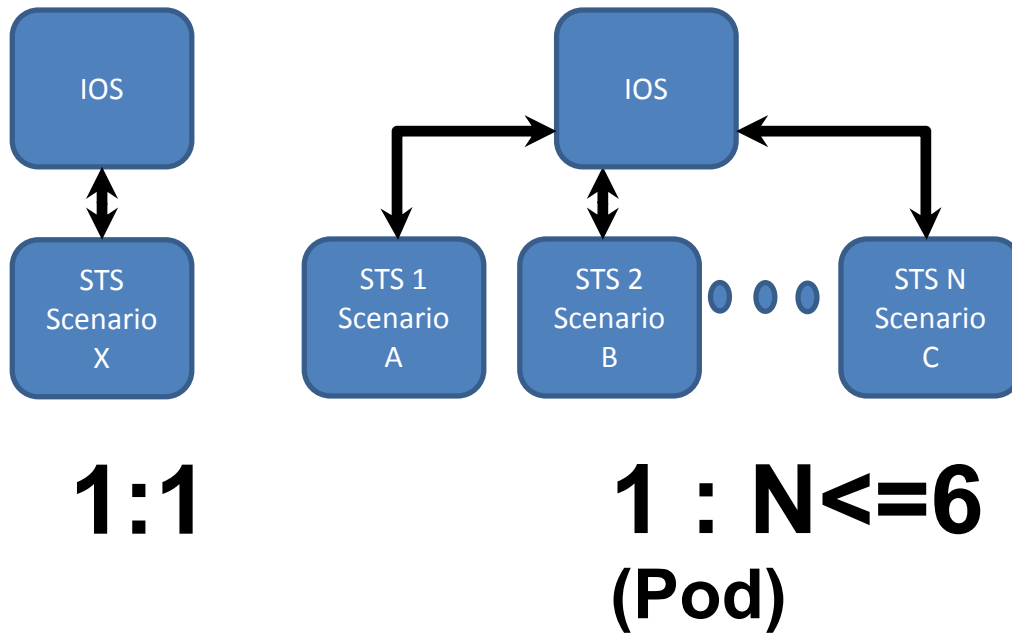 IOS
STS
Scenario
X
1:1
IOS
STS 1
Scenario
A
STS 2
Scenario
B
STS N
Scenario
C
1 : N<=6
(Pod)